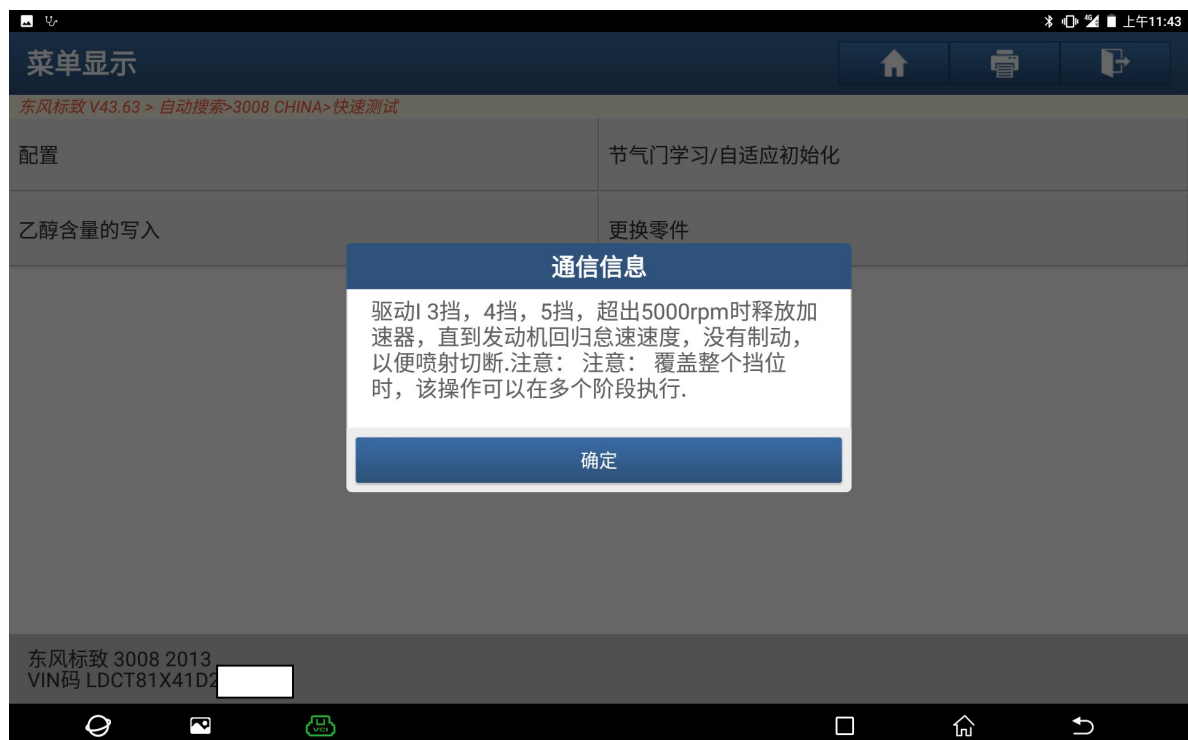 上午11:43
菜单显示
东风标致 V43.63 > 自动搜索>3008 CHINA>快速测试
配置
节气门学习/自适应初始化
乙醇含量的写入
更换零件
通信信息
驱动I 3挡，4挡，5挡，超出5000rpm时释放加
速器，直到发动机回归怠速速度，没有制动，
以便喷射切断.注意： 注意： 覆盖整个挡位
时，该操作可以在多个阶段执行.
确定
东风标致 3008 2013
VIN码 LDCT81X41D2
VCI